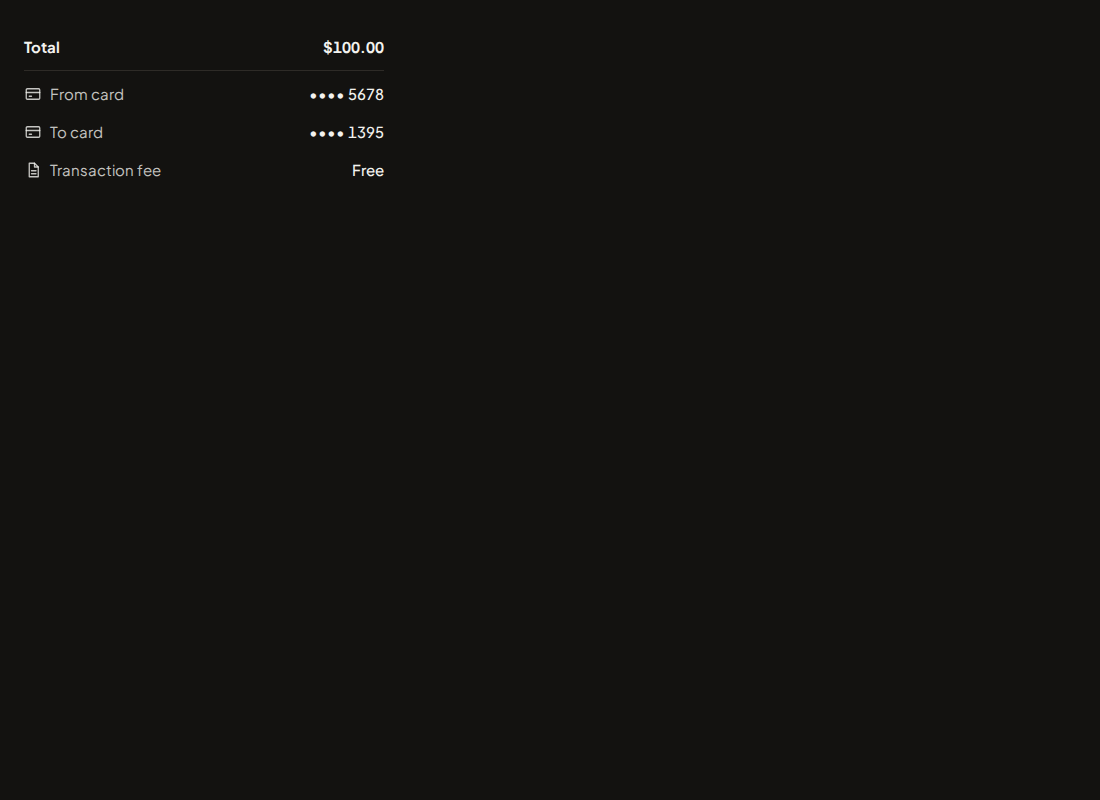 Total $100.00
From card •••• 5678
To card •••• 1395
Transaction fee Free